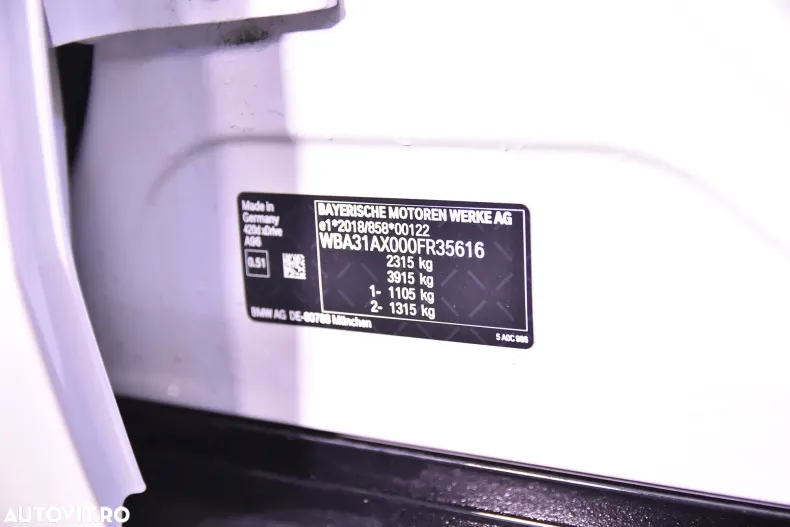 Made in
Germany
420d xDrive
A96
0.51
BAYERISCHE MOTOREN WERKE AG
e1*2018/858*00122
WBA31AX000FR35616
2315 kg
3915 kg
1- 1105 kg
2- 1315 kg
BMW AG DE-80788 München
5 A0C 986
AUTOVIT.RO